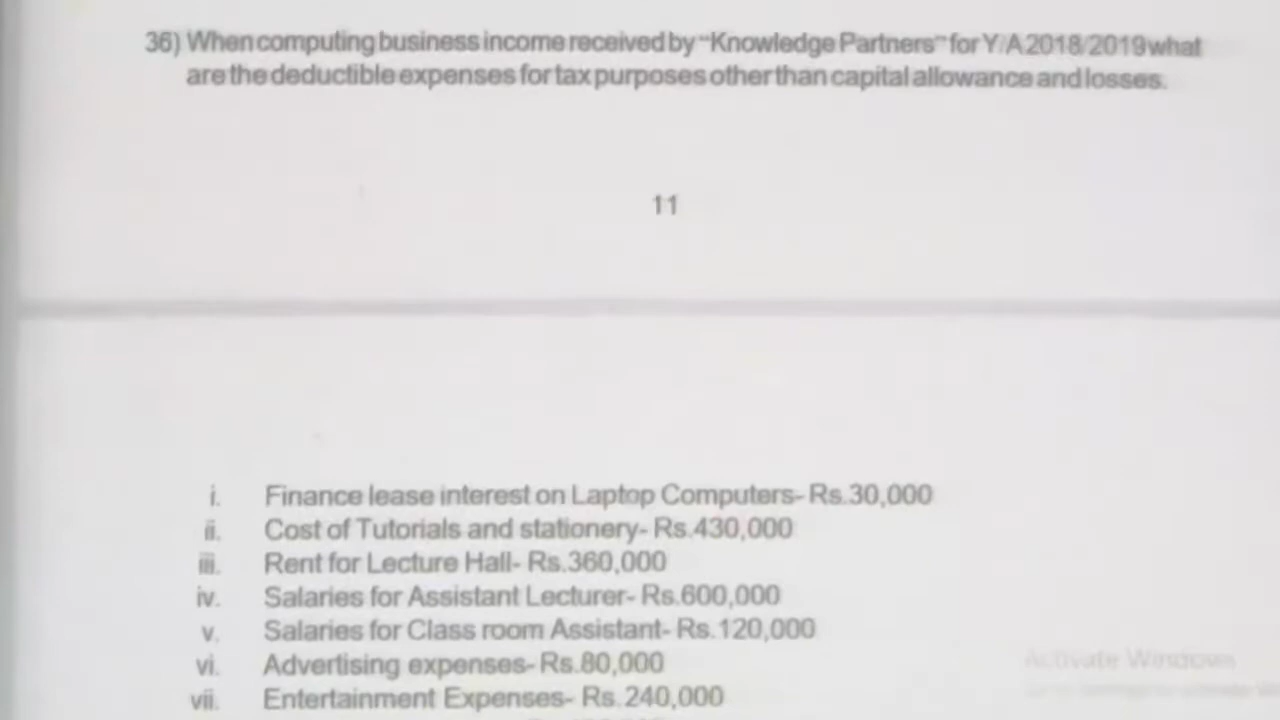 36) When computing business income received by "Knowledge Partners" for Y/A 2018/2019 what
are the deductible expenses for tax purposes other than capital allowance and losses.
11
i. Finance lease interest on Laptop Computers- Rs.30,000
ii. Cost of Tutorials and stationery- Rs.430,000
iii. Rent for Lecture Hall- Rs.360,000
iv. Salaries for Assistant Lecturer- Rs.600,000
v. Salaries for Class room Assistant- Rs.120,000
vi. Advertising expenses- Rs.80,000
Activate Windows
vii. Entertainment Expenses- Rs. 240,000